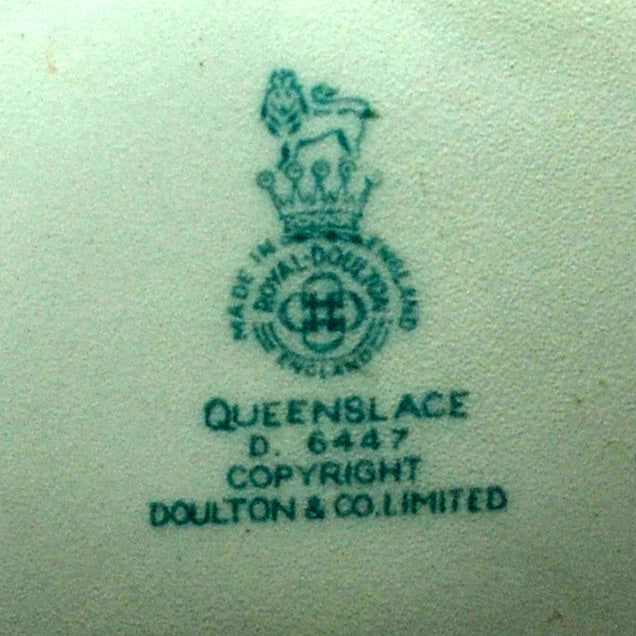 MADE IN ENGLAND
ROYAL·DOULTON
ENGLAND
QUEENSLACE
D. 6447
COPYRIGHT
DOULTON & CO. LIMITED